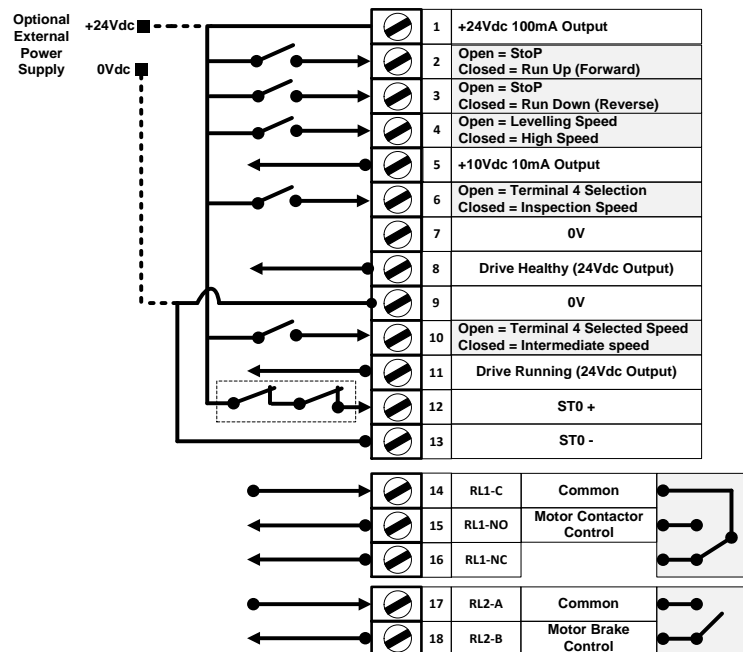 Optional
External
Power
Supply
+24Vdc
0Vdc
1 +24Vdc 100mA Output
2 Open = StoP
Closed = Run Up (Forward)
3 Open = StoP
Closed = Run Down (Reverse)
4 Open = Levelling Speed
Closed = High Speed
5 +10Vdc 10mA Output
6 Open = Terminal 4 Selection
Closed = Inspection Speed
7 0V
8 Drive Healthy (24Vdc Output)
9 0V
10 Open = Terminal 4 Selected Speed
Closed = Intermediate speed
11 Drive Running (24Vdc Output)
12 ST0 +
13 ST0 -
14 RL1-C Common
15 RL1-NO Motor Contactor
Control
16 RL1-NC
17 RL2-A Common
18 RL2-B Motor Brake
Control